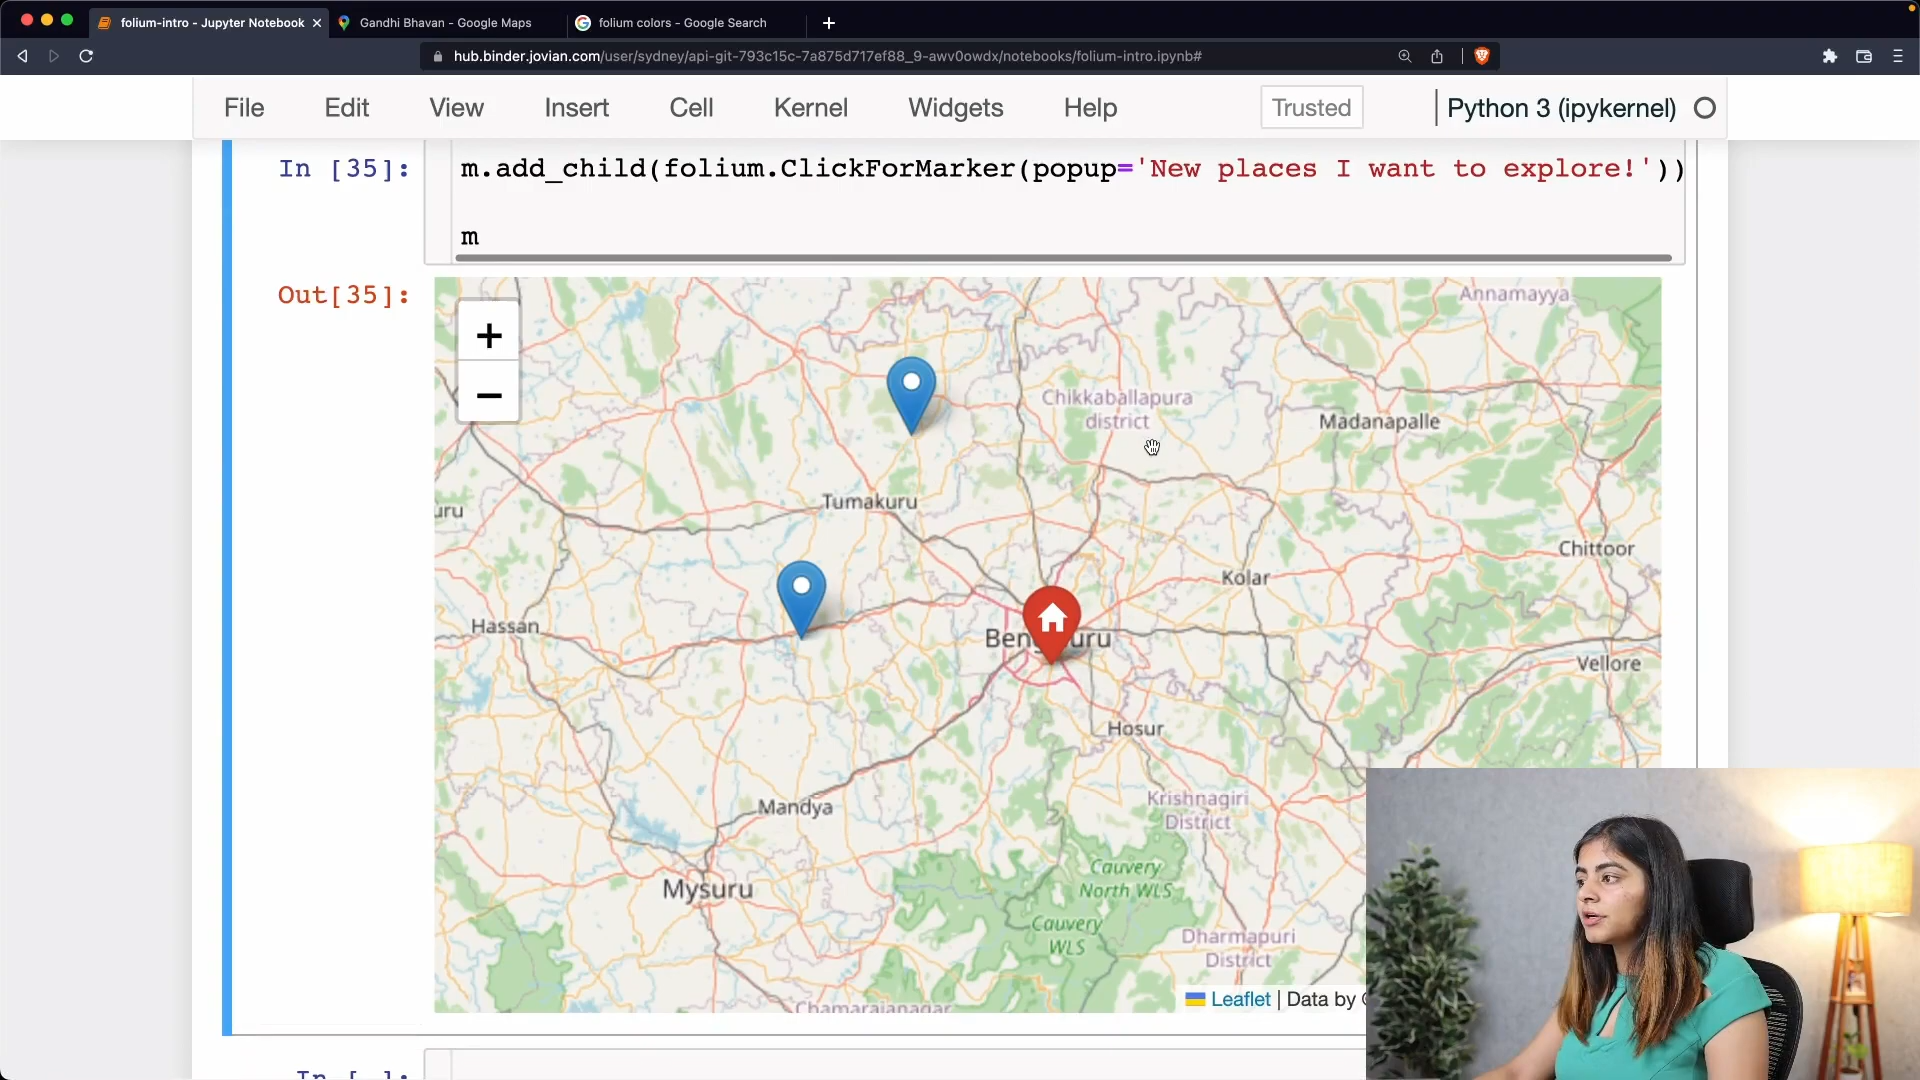 folium-intro - Jupyter Notebook
Gandhi Bhavan - Google Maps
folium colors - Google Search
hub.binder.jovian.com/user/sydney/api-git-793c15c-7a875d717ef88_9-awv0owdx/notebooks/folium-intro.ipynb#
File Edit View Insert Cell Kernel Widgets Help Trusted Python 3 (ipykernel)
In [35]: m.add_child(folium.ClickForMarker(popup='New places I want to explore!'))
m
Out[35]:
+
−
Annamayya
Chikkaballapura
district
Madanapalle
Tumakuru
uru
Chittoor
Kolar
Hassan
Vellore
Hosur
Mandya
Krishnagiri
District
Cauvery
North WLS
Mysuru
Cauvery
WLS
Dharmapuri
District
Chamarajanagar
Leaflet | Data by
In [ ]: